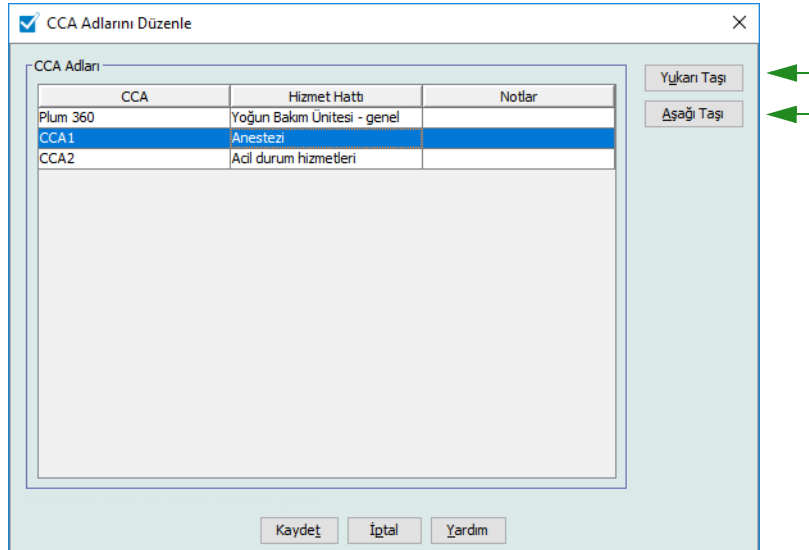 CCA Adlarını Düzenle
CCA Adları
Yukarı Taşı
CCA Hizmet Hattı Notlar
Plum 360 Yoğun Bakım Ünitesi - genel
Aşağı Taşı
CCA1 Anestezi
CCA2 Acil durum hizmetleri
Kaydet İptal Yardım